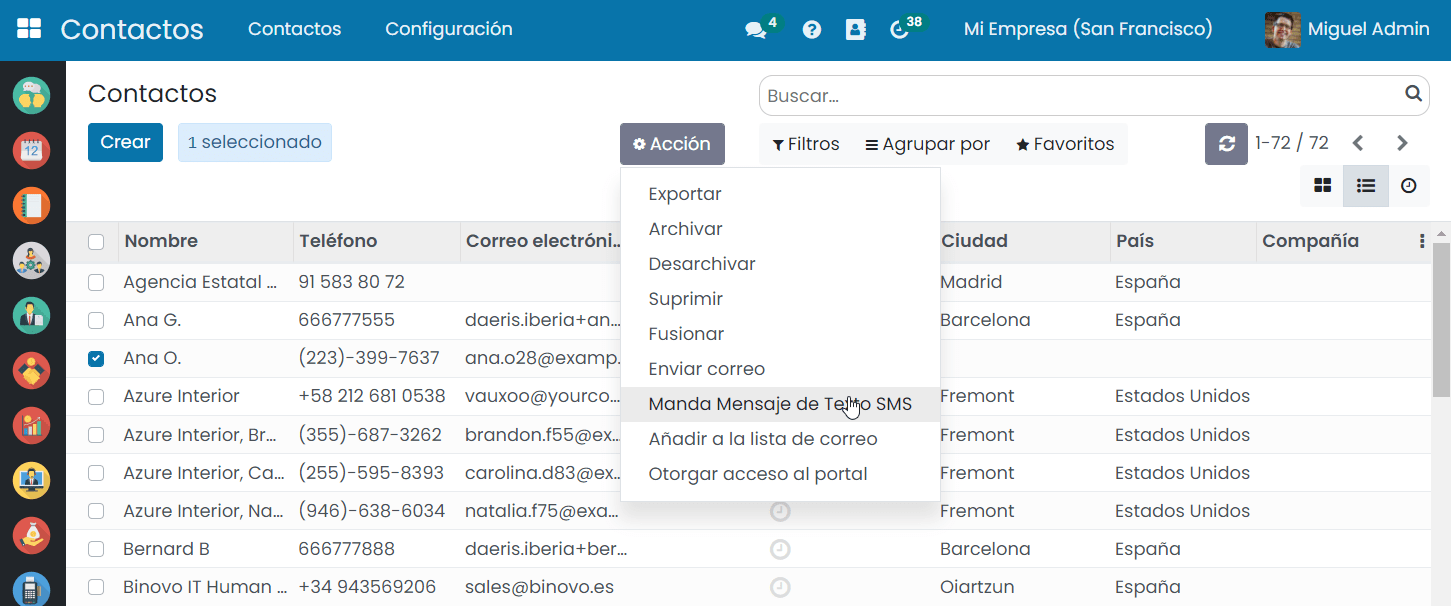 Contactos Contactos Configuración 4 38 Mi Empresa (San Francisco) Miguel Admin
Contactos Buscar...
Crear 1 seleccionado Acción Filtros Agrupar por Favoritos 1-72 / 72
12
Exportar
Archivar
Desarchivar
Suprimir
Fusionar
Enviar correo
Manda Mensaje de Texto SMS
Añadir a la lista de correo
Otorgar acceso al portal
Nombre Teléfono Correo electróni... Ciudad País Compañía
Agencia Estatal ... 91 583 80 72 Madrid España
Ana G. 666777555 daeris.iberia+an... Barcelona España
Ana O. (223)-399-7637 ana.o28@examp.
Azure Interior +58 212 681 0538 vauxoo@yourco... Fremont Estados Unidos
Azure Interior, Br... (355)-687-3262 brandon.f55@ex... Fremont Estados Unidos
Azure Interior, Ca... (255)-595-8393 carolina.d83@ex... Fremont Estados Unidos
Azure Interior, Na... (946)-638-6034 natalia.f75@exa... Fremont Estados Unidos
Bernard B 666777888 daeris.iberia+ber... Barcelona España
Binovo IT Human ... +34 943569206 sales@binovo.es Oiartzun España